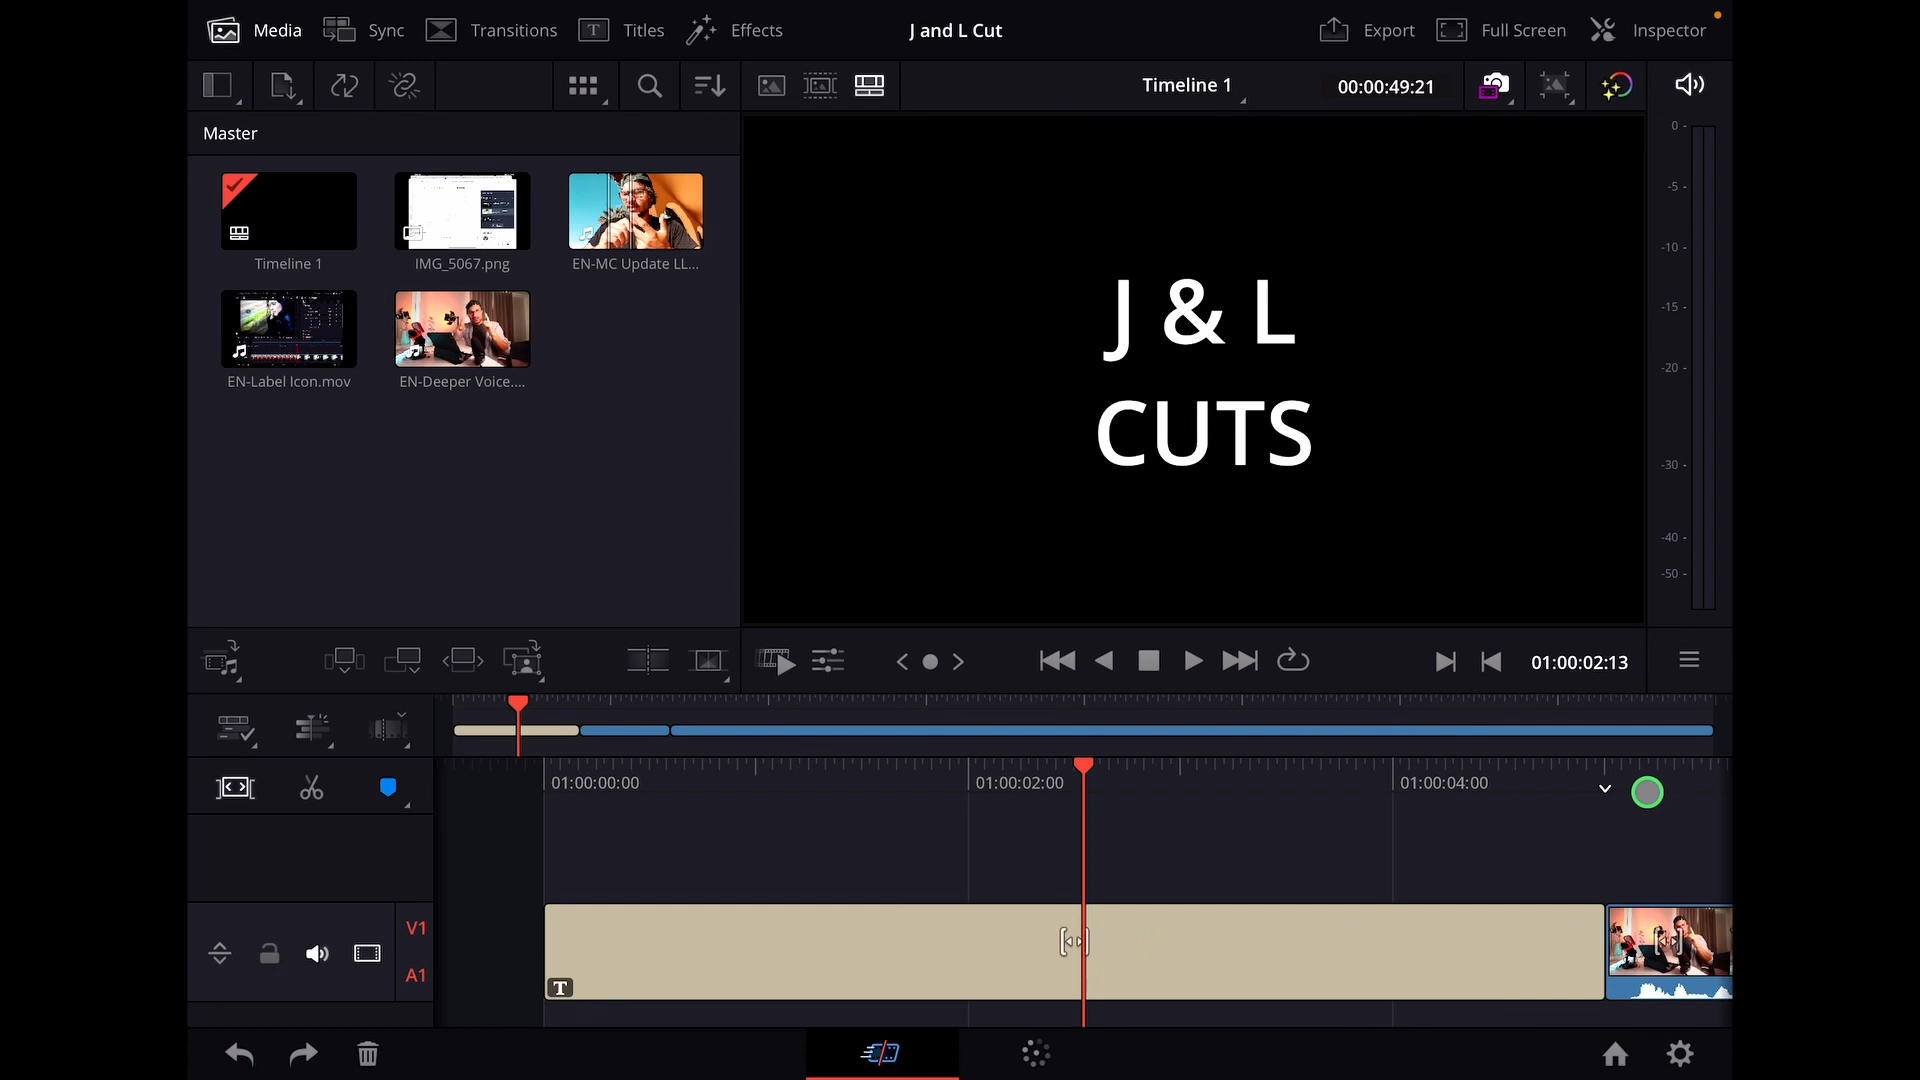 Media
Sync
Transitions
Titles
Effects
J and L Cut
Export
Full Screen
Inspector
Timeline 1
00:00:49:21
Master
Timeline 1
IMG_5067.png
EN-MC Update LL...
EN-Label Icon.mov
EN-Deeper Voice....
J & L
CUTS
0 -
-5 -
-10 -
-15 -
-20 -
-30 -
-40 -
-50 -
01:00:02:13
01:00:00:00
01:00:02:00
01:00:04:00
V1
A1
T